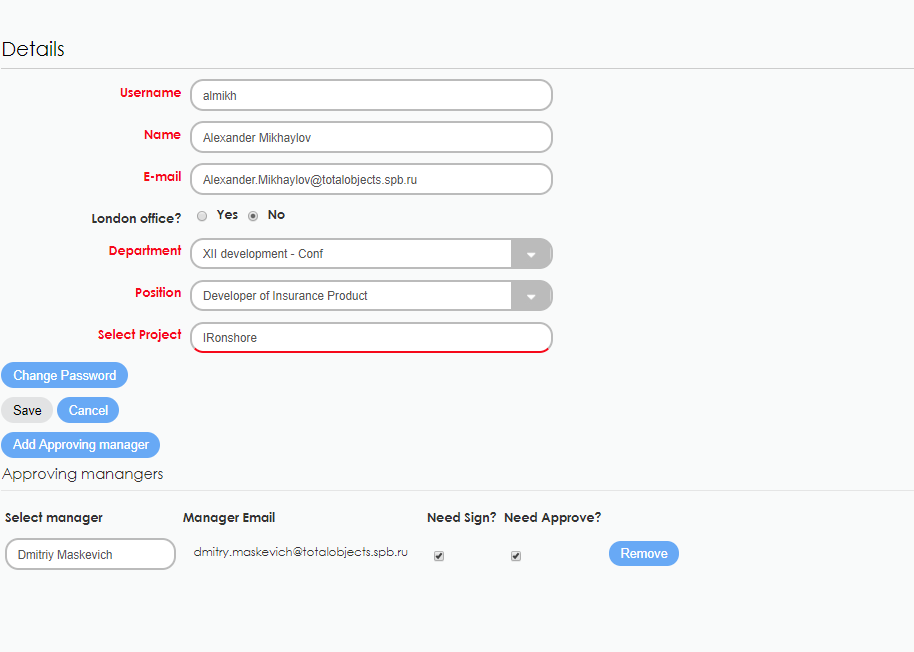 Details
Username almikh
Name Alexander Mikhaylov
E-mail Alexander.Mikhaylov@totalobjects.spb.ru
London office? Yes No
Department XII development - Conf
Position Developer of Insurance Product
Select Project IRonshore
Change Password
Save Cancel
Add Approving manager
Approving manangers
Select manager Manager Email Need Sign? Need Approve?
Dmitriy Maskevich dmitry.maskevich@totalobjects.spb.ru Remove